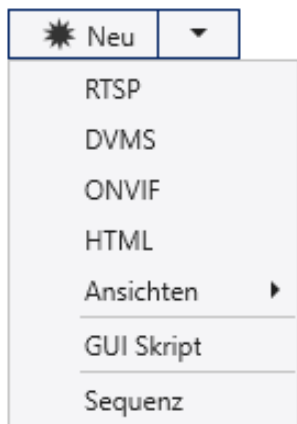 Neu
RTSP
DVMS
ONVIF
HTML
Ansichten
GUI Skript
Sequenz